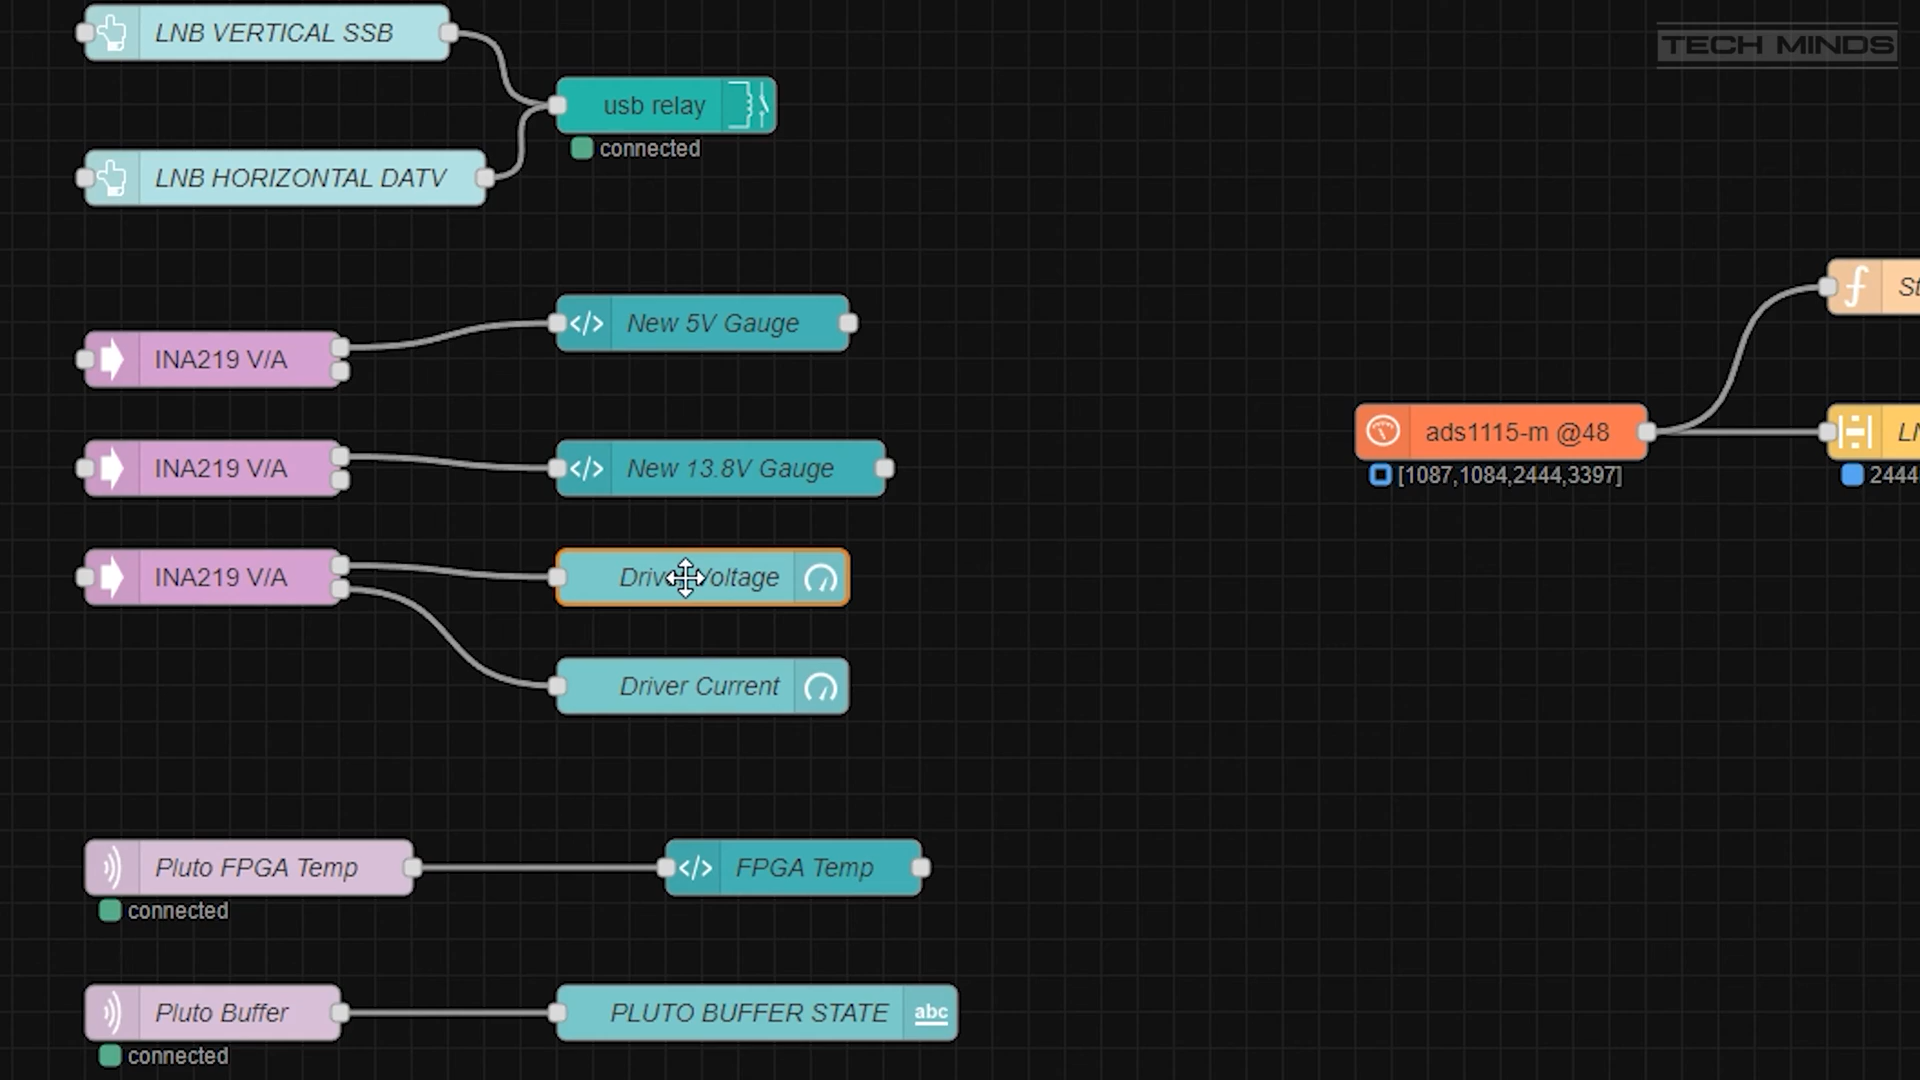 LNB VERTICAL SSB
TECH MINDS
usb relay
connected
LNB HORIZONTAL DATV
New 5V Gauge
INA219 V/A
ads1115-m @48
[1087,1084,2444,3397]
2444
INA219 V/A
New 13.8V Gauge
INA219 V/A
Voltage
Driver Current
Pluto FPGA Temp
FPGA Temp
connected
Pluto Buffer
PLUTO BUFFER STATE
abc
connected